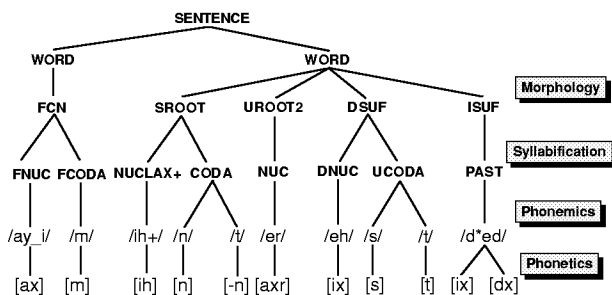 SENTENCE
WORD WORD
Morphology
FCN SROOT UROOT2 DSUF ISUF
Syllabification
FNUC FCODA NUCLAX+ CODA NUC DNUC UCODA PAST
Phonemics
/ay_i/ /m/ /ih+/ /n/ /t/ /er/ /eh/ /s/ /t/ /d*ed/
Phonetics
[ax] [m] [ih] [n] [-n] [axr] [ix] [s] [t] [ix] [dx]